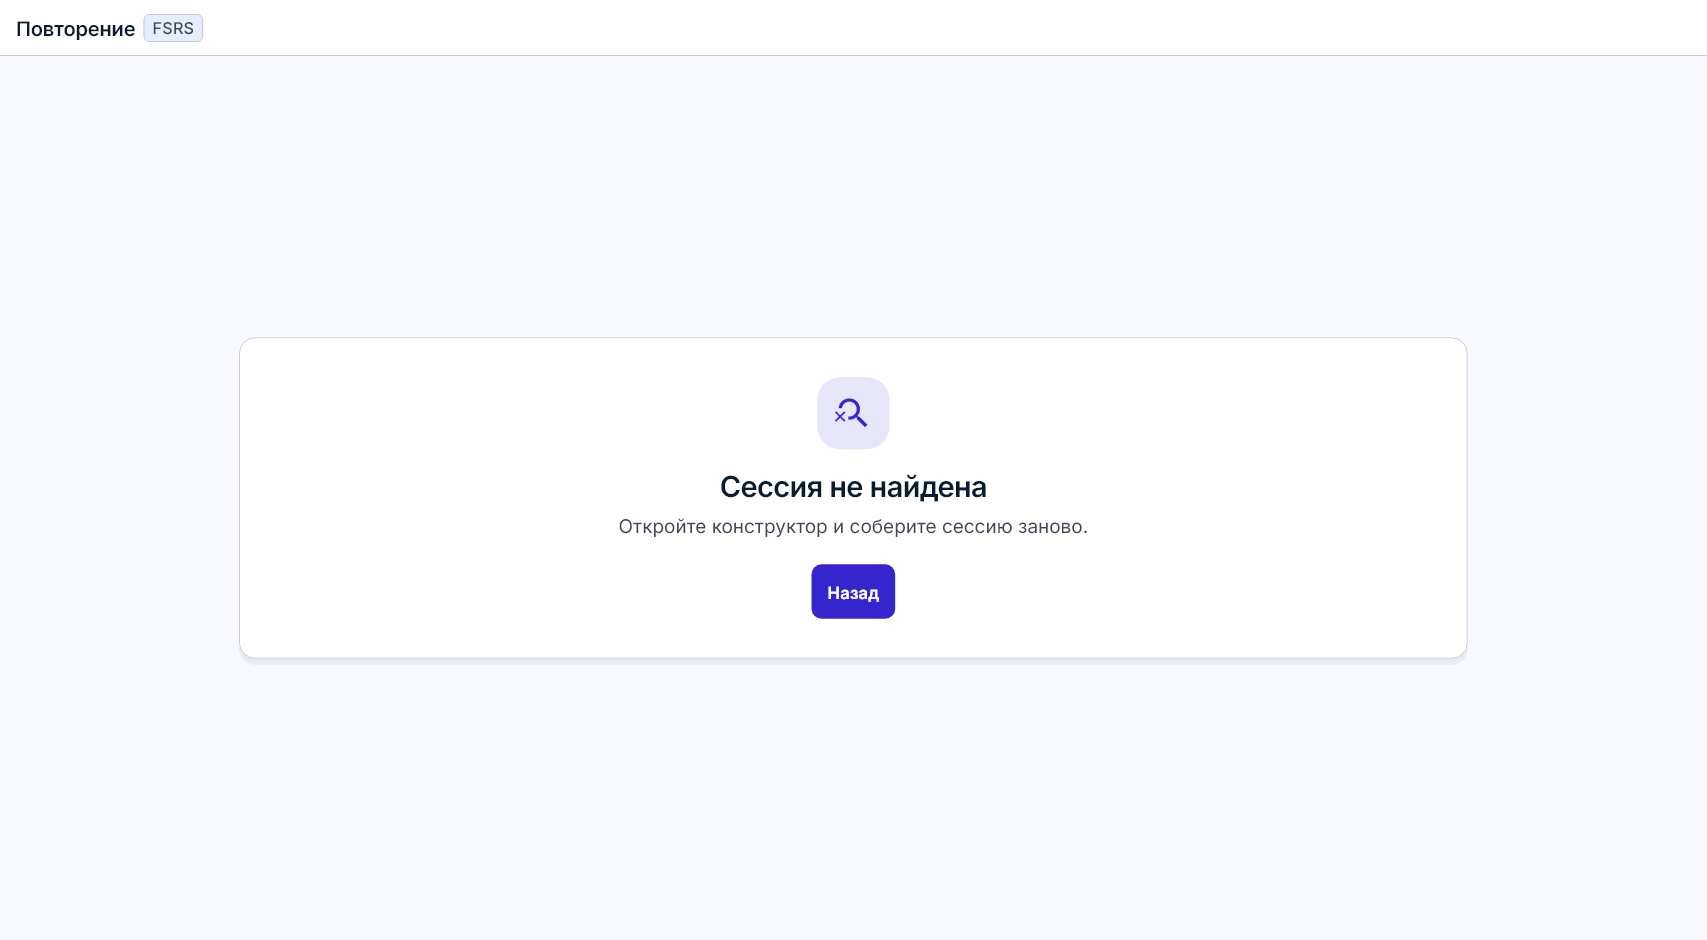 Повторение FSRS
Сессия не найдена
Откройте конструктор и соберите сессию заново.
Назад